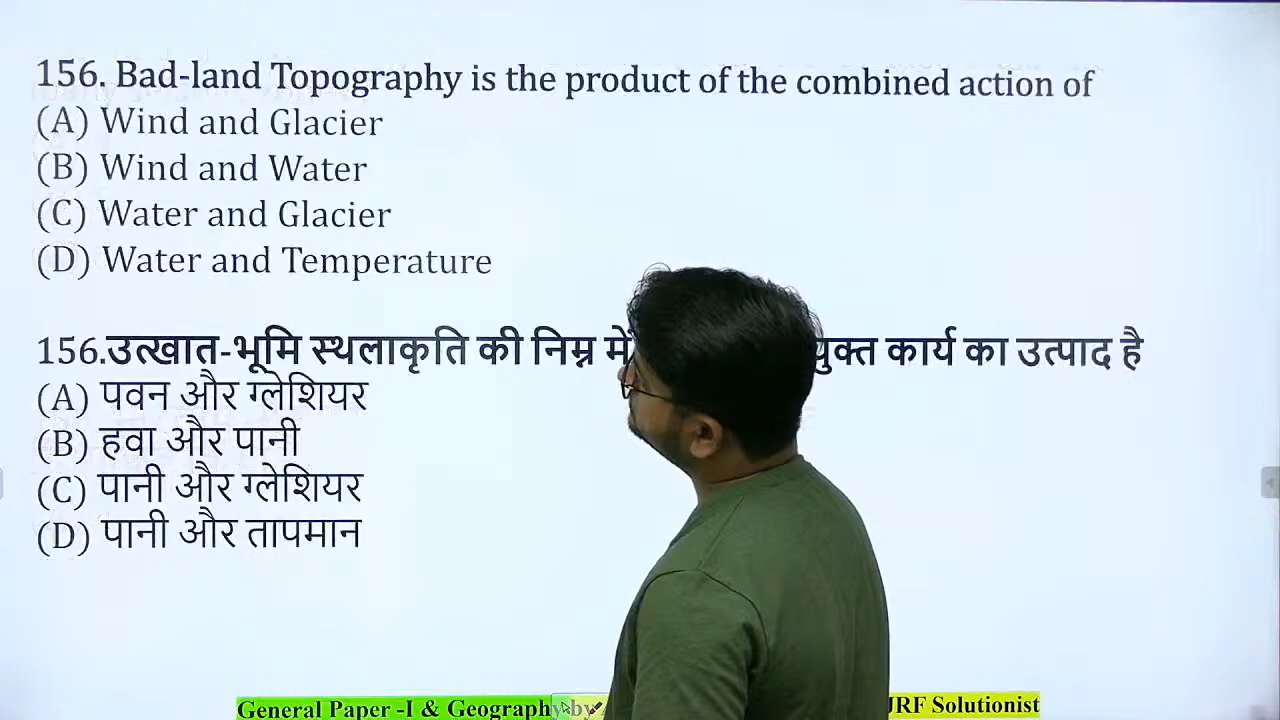 156. Bad-land Topography is the product of the combined action of
(A) Wind and Glacier
(B) Wind and Water
(C) Water and Glacier
(D) Water and Temperature
156.उत्खात-भूमि स्थलाकृति की निम्न में कार्य का उत्पाद है
(A) पवन और ग्लेशियर
(B) हवा और पानी
(C) पानी और ग्लेशियर
(D) पानी और तापमान
General Paper -I & Geography by JRF Solutionist